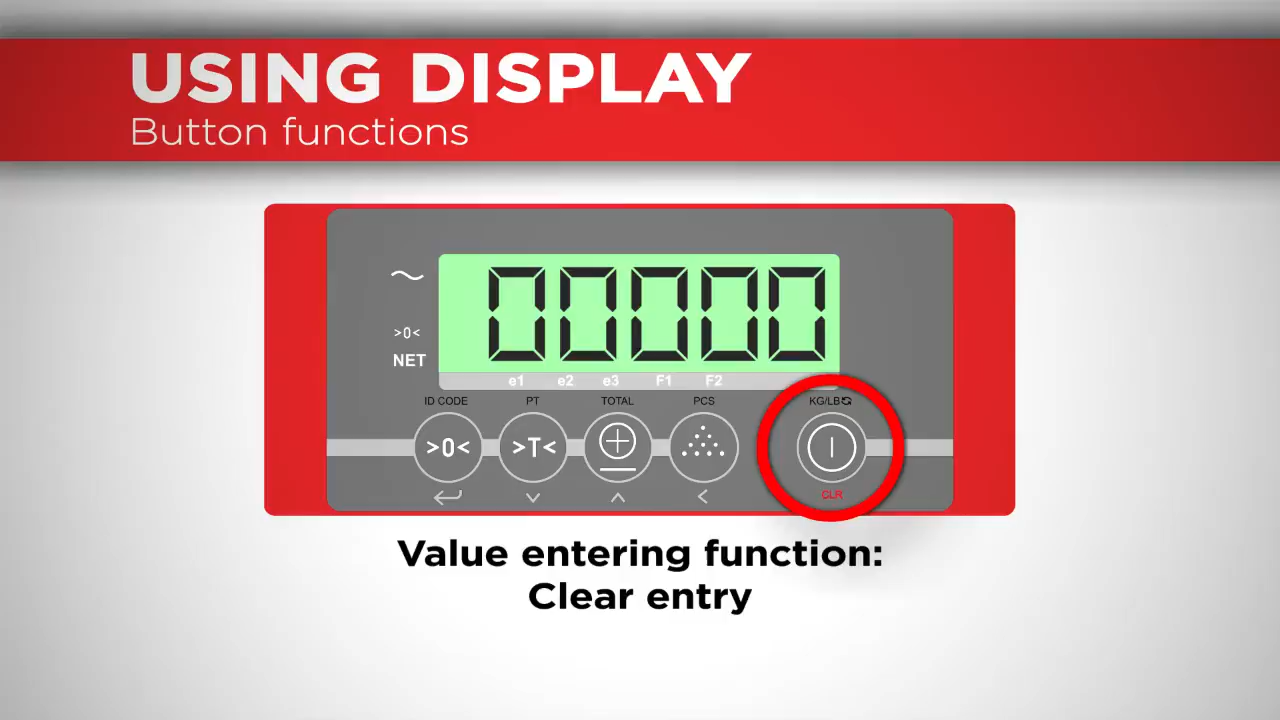 USING DISPLAY
Button functions
00000
>0<
NET
e1 e2 e3 F1 F2
ID CODE PT TOTAL PCS KG/LB
>0< >T<
CLR
Value entering function:
Clear entry